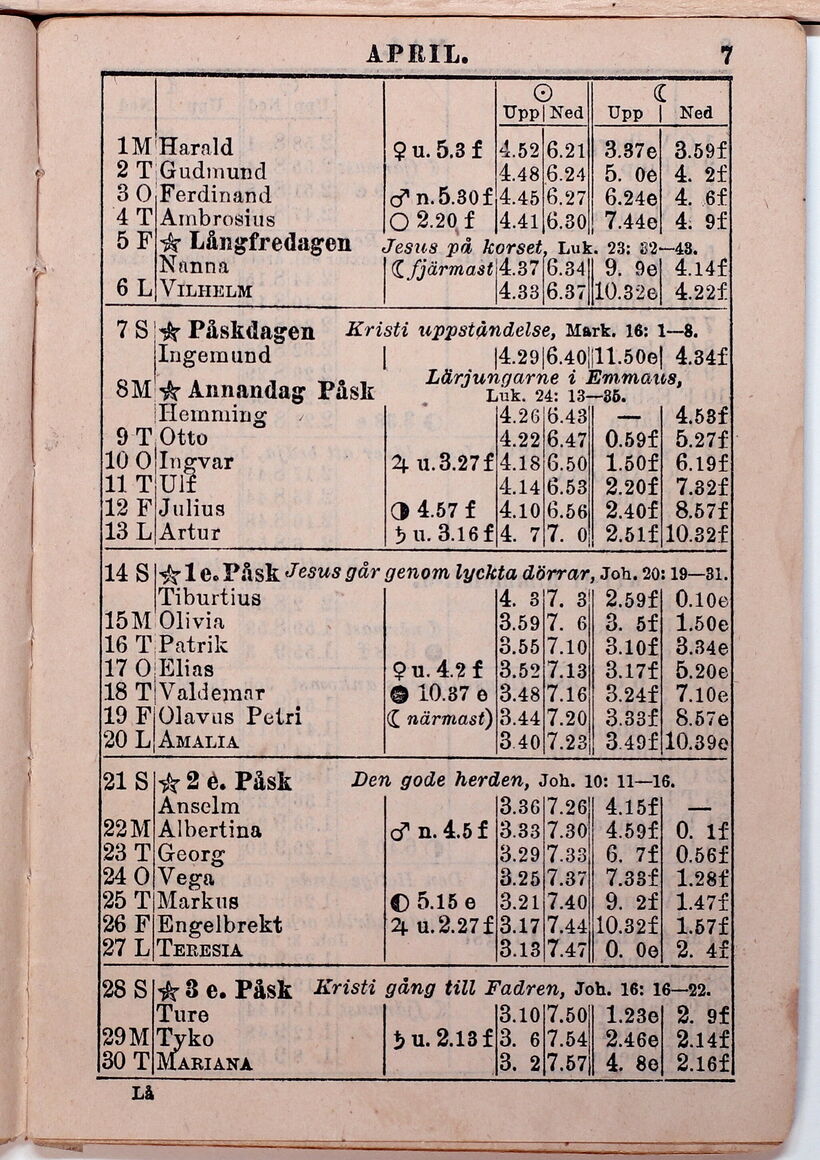 APRIL. 7
☉ ☾
Upp Ned Upp Ned
1 M Harald ♀ u. 5.3 f 4.52 6.21 3.37e 3.59f
2 T Gudmund 4.48 6.24 5. 0e 4. 2f
3 O Ferdinand ♂ n. 5.30 f 4.45 6.27 6.24e 4. 6f
4 T Ambrosius ○ 2.20 f 4.41 6.30 7.44e 4. 9f
5 F ☆ Långfredagen Jesus på korset, Luk. 23: 32—43.
Nanna ☾ fjärmast 4.37 6.34 9. 9e 4.14f
6 L VILHELM 4.33 6.37 10.32e 4.22f
7 S ☆ Påskdagen Kristi uppståndelse, Mark. 16: 1—8.
Ingemund 4.29 6.40 11.50e 4.34f
8 M ☆ Annandag Påsk Lärjungarne i Emmaus,
Luk. 24: 13—35.
Hemming 4.26 6.43 — 4.53f
9 T Otto 4.22 6.47 0.59f 5.27f
10 O Ingvar ♃ u. 3.27 f 4.18 6.50 1.50f 6.19f
11 T Ulf 4.14 6.53 2.20f 7.32f
12 F Julius ◑ 4.57 f 4.10 6.56 2.40f 8.57f
13 L Artur ♄ u. 3.16 f 4. 7 7. 0 2.51f 10.32f
14 S ☆ 1 e. Påsk Jesus går genom lyckta dörrar, Joh. 20: 19—31.
Tiburtius 4. 3 7. 3 2.59f 0.10e
15 M Olivia 3.59 7. 6 3. 5f 1.50e
16 T Patrik 3.55 7.10 3.10f 3.34e
17 O Elias ♀ u. 4.2 f 3.52 7.13 3.17f 5.20e
18 T Valdemar ● 10.37 e 3.48 7.16 3.24f 7.10e
19 F Olavus Petri ☾ närmast) 3.44 7.20 3.33f 8.57e
20 L AMALIA 3.40 7.23 3.49f 10.39e
21 S ☆ 2 e. Påsk Den gode herden, Joh. 10: 11—16.
Anselm 3.36 7.26 4.15f —
22 M Albertina ♂ n. 4.5 f 3.33 7.30 4.59f 0. 1f
23 T Georg 3.29 7.33 6. 7f 0.56f
24 O Vega 3.25 7.37 7.33f 1.28f
25 T Markus ◐ 5.15 e 3.21 7.40 9. 2f 1.47f
26 F Engelbrekt ♃ u. 2.27 f 3.17 7.44 10.32f 1.57f
27 L TERESIA 3.13 7.47 0. 0e 2. 4f
28 S ☆ 3 e. Påsk Kristi gång till Fadren, Joh. 16: 16—22.
Ture 3.10 7.50 1.23e 2. 9f
29 M Tyko ♄ u. 2.13 f 3. 6 7.54 2.46e 2.14f
30 T MARIANA 3. 2 7.57 4. 8e 2.16f
Lå